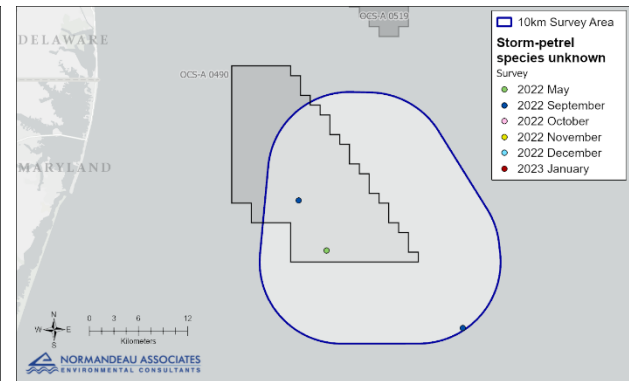 DELAWARE
OCS-A 0519
10km Survey Area
Storm-petrel
species unknown
Survey
2022 May
2022 September
2022 October
2022 November
2022 December
2023 January
OCS-A 0490
MARYLAND
N
W E
S
0 3 6 12
Kilometers
NORMANDEAU ASSOCIATES
ENVIRONMENTAL CONSULTANTS